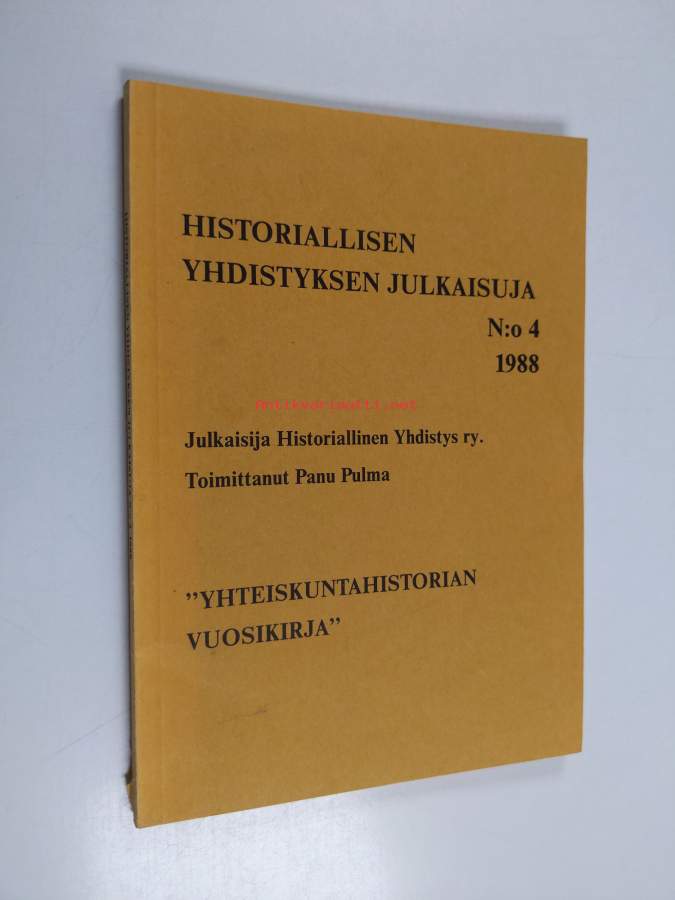 HISTORIALLISEN
YHDISTYKSEN JULKAISUJA
N:o 4
1988
Antikvariaatti.net
Julkaisija Historiallinen Yhdistys ry.
Toimittanut Panu Pulma
”YHTEISKUNTAHISTORIAN
VUOSIKIRJA”